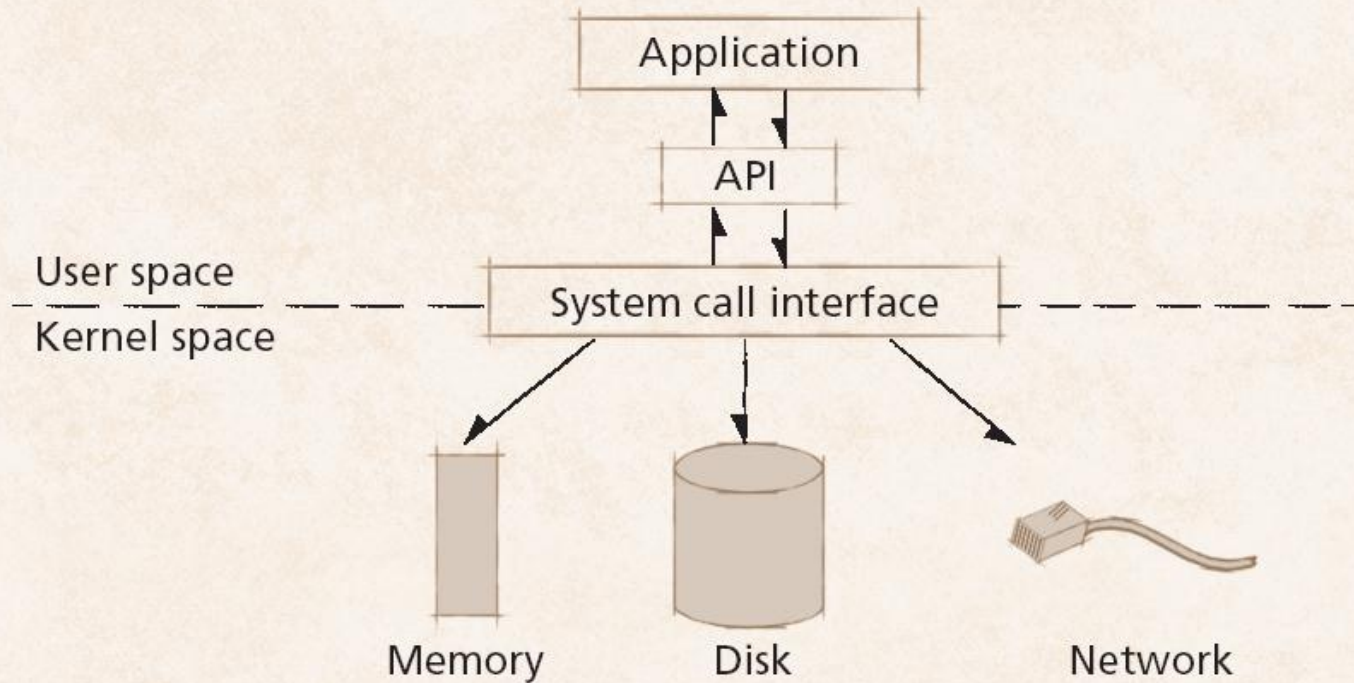 Application
API
User space
System call interface
Kernel space
Memory
Disk
Network